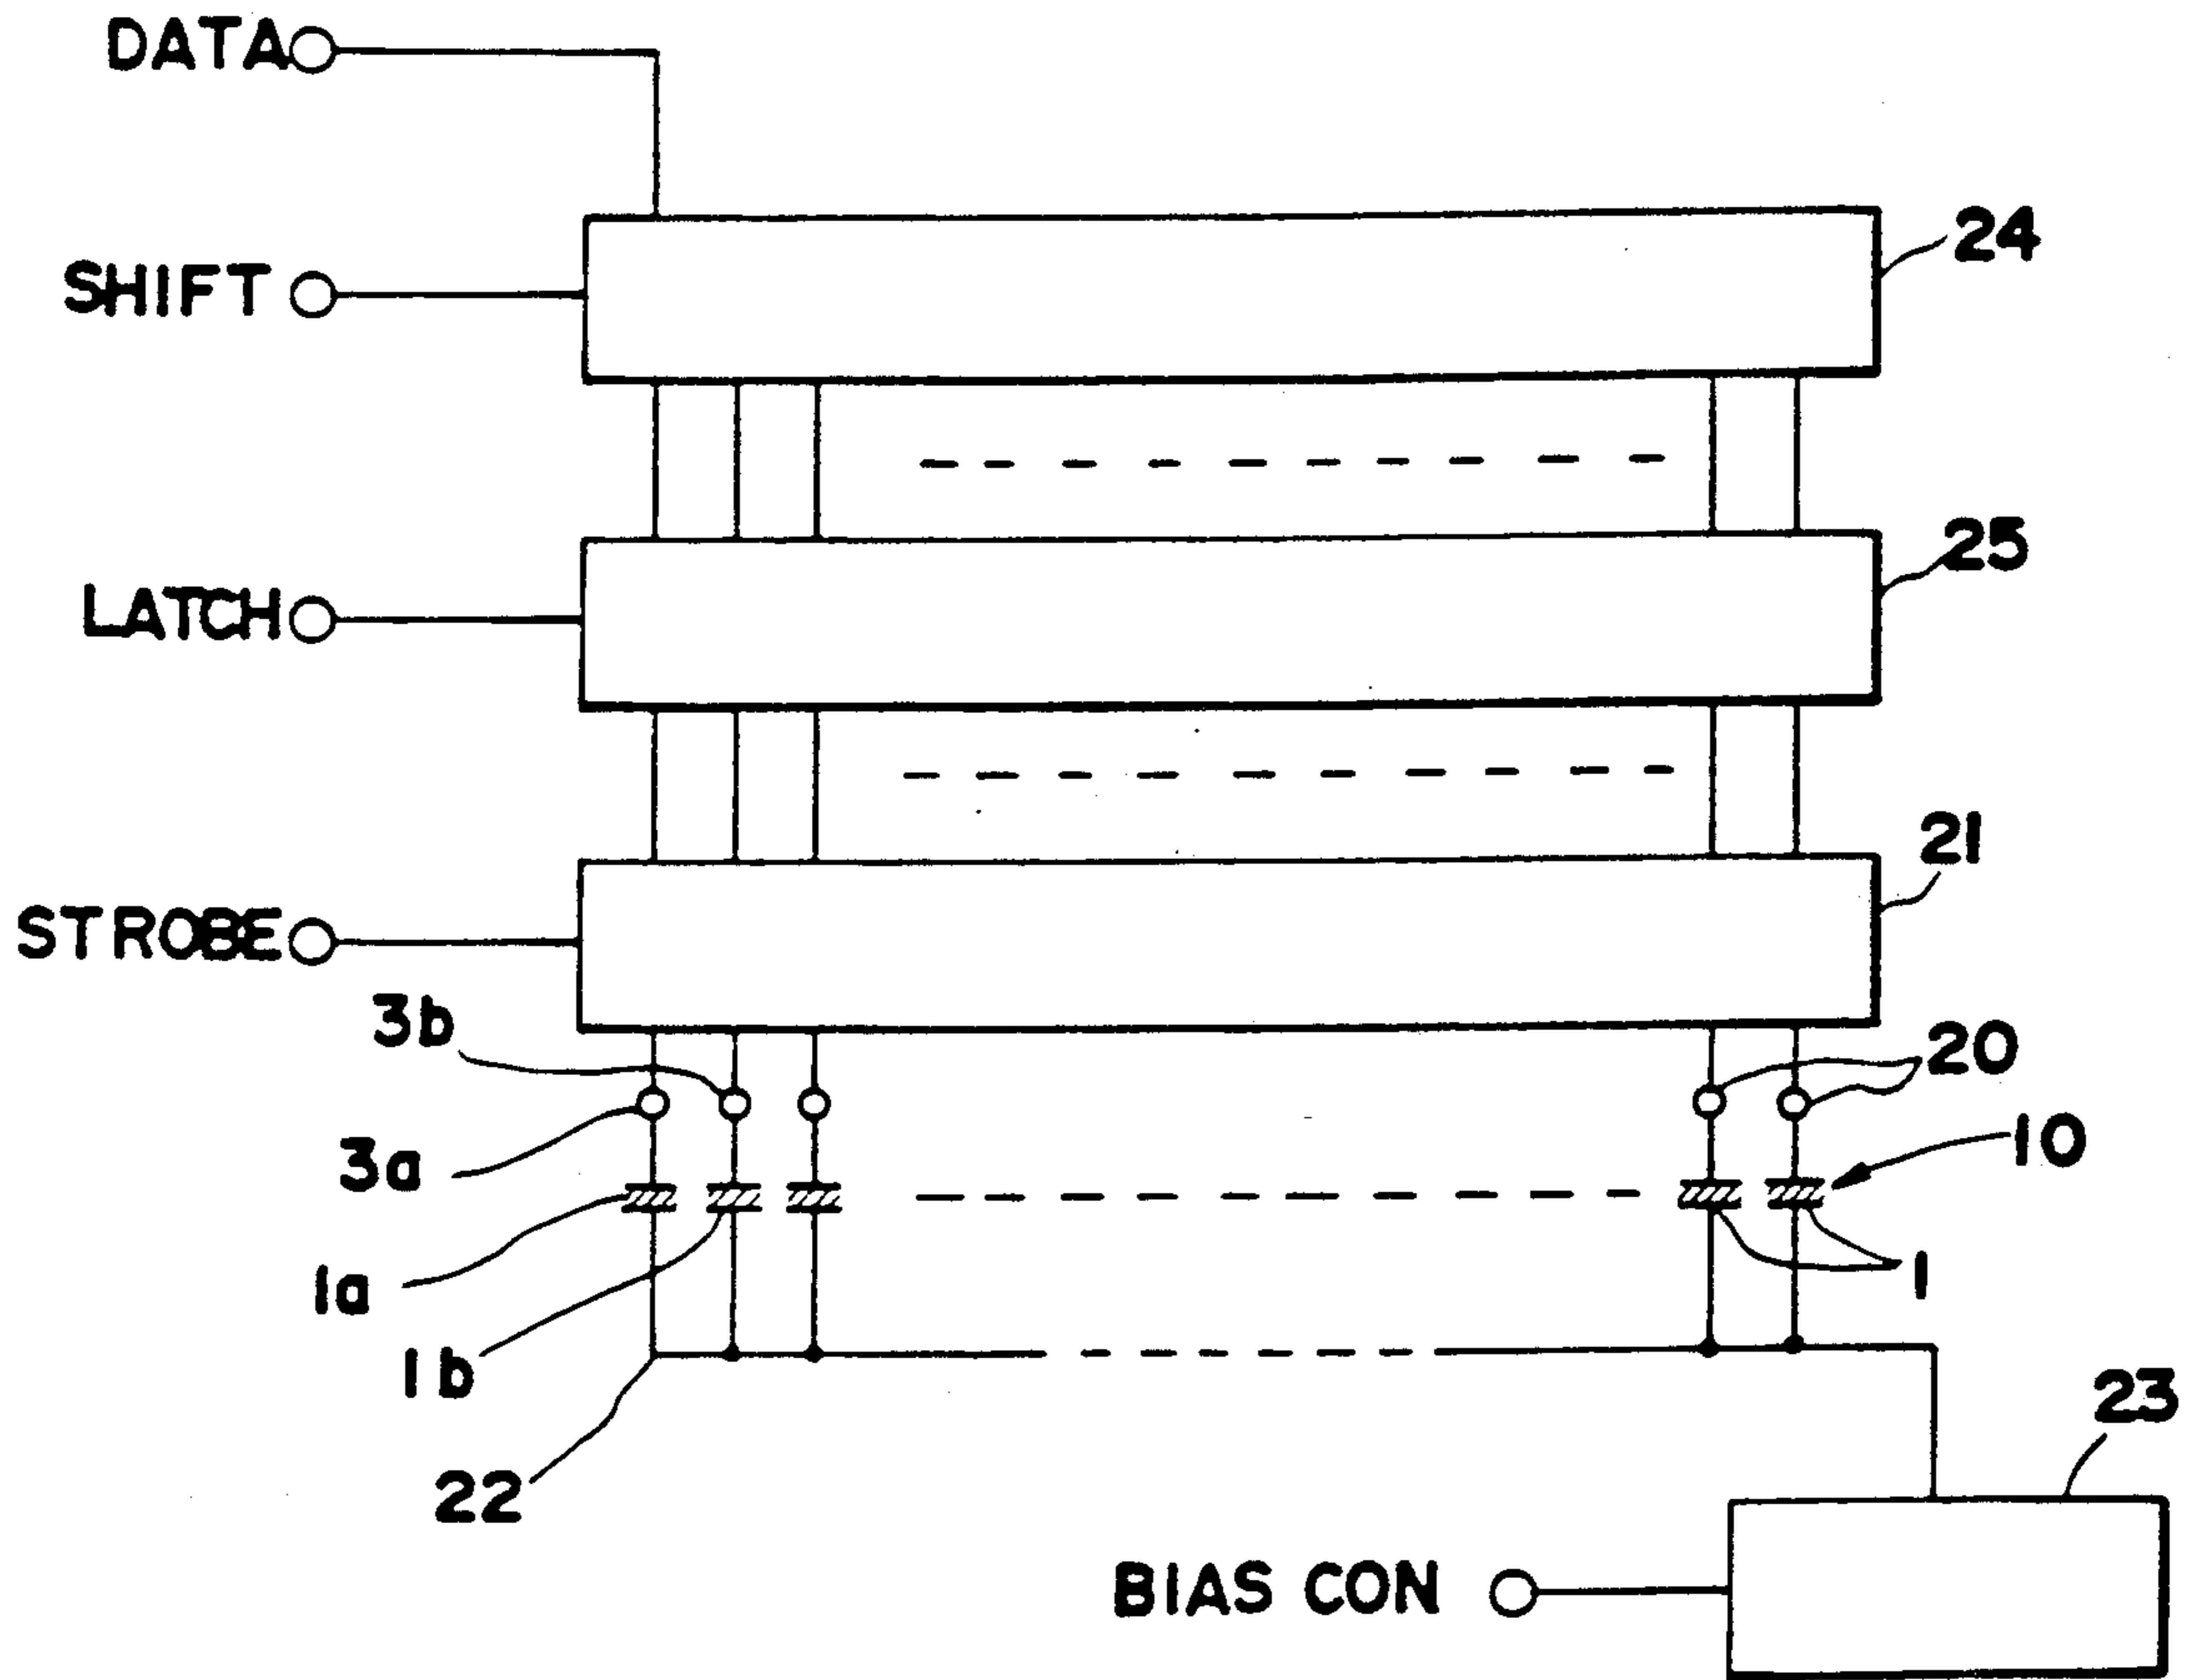 DATA
SHIFT
24
LATCH
25
21
STROBE
3b
20
10
3a
1a
1
1b
23
22
BIAS CON